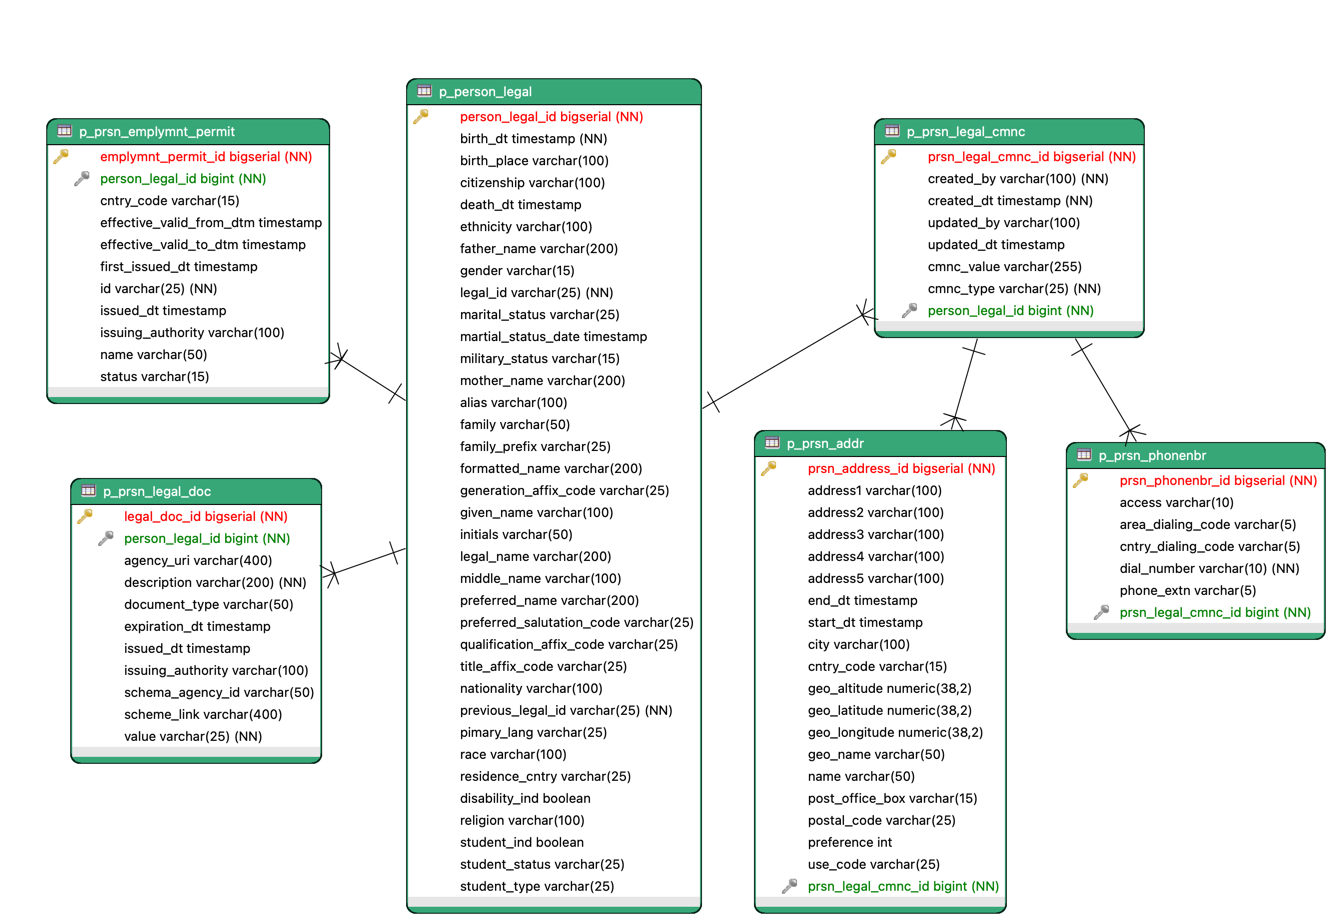 p_prsn_emplymnt_permit
emplymnt_permit_id bigserial (NN)
person_legal_id bigint (NN)
cntry_code varchar(15)
effective_valid_from_dtm timestamp
effective_valid_to_dtm timestamp
first_issued_dt timestamp
id varchar(25) (NN)
issued_dt timestamp
issuing_authority varchar(100)
name varchar(50)
status varchar(15)
p_prsn_legal_doc
legal_doc_id bigserial (NN)
person_legal_id bigint (NN)
agency_uri varchar(400)
description varchar(200) (NN)
document_type varchar(50)
expiration_dt timestamp
issued_dt timestamp
issuing_authority varchar(100)
schema_agency_id varchar(50)
scheme_link varchar(400)
value varchar(25) (NN)
p_person_legal
person_legal_id bigserial (NN)
birth_dt timestamp (NN)
birth_place varchar(100)
citizenship varchar(100)
death_dt timestamp
ethnicity varchar(100)
father_name varchar(200)
gender varchar(15)
legal_id varchar(25) (NN)
marital_status varchar(25)
martial_status_date timestamp
military_status varchar(15)
mother_name varchar(200)
alias varchar(100)
family varchar(50)
family_prefix varchar(25)
formatted_name varchar(200)
generation_affix_code varchar(25)
given_name varchar(100)
initials varchar(50)
legal_name varchar(200)
middle_name varchar(100)
preferred_name varchar(200)
preferred_salutation_code varchar(25)
qualification_affix_code varchar(25)
title_affix_code varchar(25)
nationality varchar(100)
previous_legal_id varchar(25) (NN)
pimary_lang varchar(25)
race varchar(100)
residence_cntry varchar(25)
disability_ind boolean
religion varchar(100)
student_ind boolean
student_status varchar(25)
student_type varchar(25)
p_prsn_legal_cmnc
prsn_legal_cmnc_id bigserial (NN)
created_by varchar(100) (NN)
created_dt timestamp (NN)
updated_by varchar(100)
updated_dt timestamp
cmnc_value varchar(255)
cmnc_type varchar(25) (NN)
person_legal_id bigint (NN)
p_prsn_addr
prsn_address_id bigserial (NN)
address1 varchar(100)
address2 varchar(100)
address3 varchar(100)
address4 varchar(100)
address5 varchar(100)
end_dt timestamp
start_dt timestamp
city varchar(100)
cntry_code varchar(15)
geo_altitude numeric(38,2)
geo_latitude numeric(38,2)
geo_longitude numeric(38,2)
geo_name varchar(50)
name varchar(50)
post_office_box varchar(15)
postal_code varchar(25)
preference int
use_code varchar(25)
prsn_legal_cmnc_id bigint (NN)
p_prsn_phonenbr
prsn_phonenbr_id bigserial (NN)
access varchar(10)
area_dialing_code varchar(5)
cntry_dialing_code varchar(5)
dial_number varchar(10) (NN)
phone_extn varchar(5)
prsn_legal_cmnc_id bigint (NN)